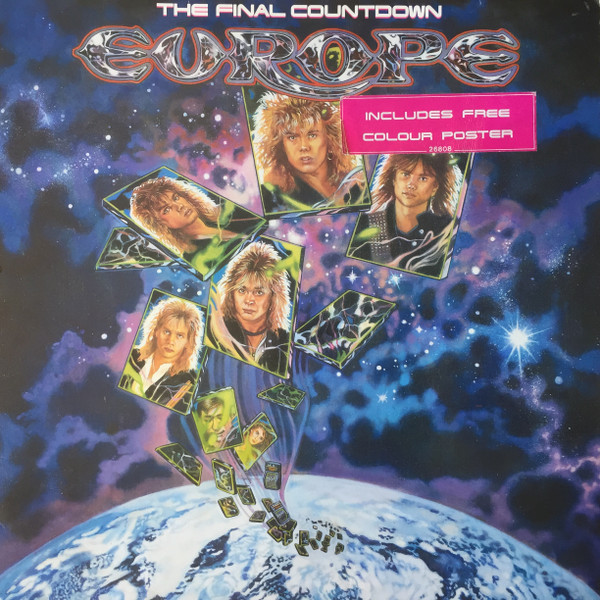 THE FINAL COUNTDOWN
EUROPE
INCLUDES FREE
COLOUR POSTER
26808